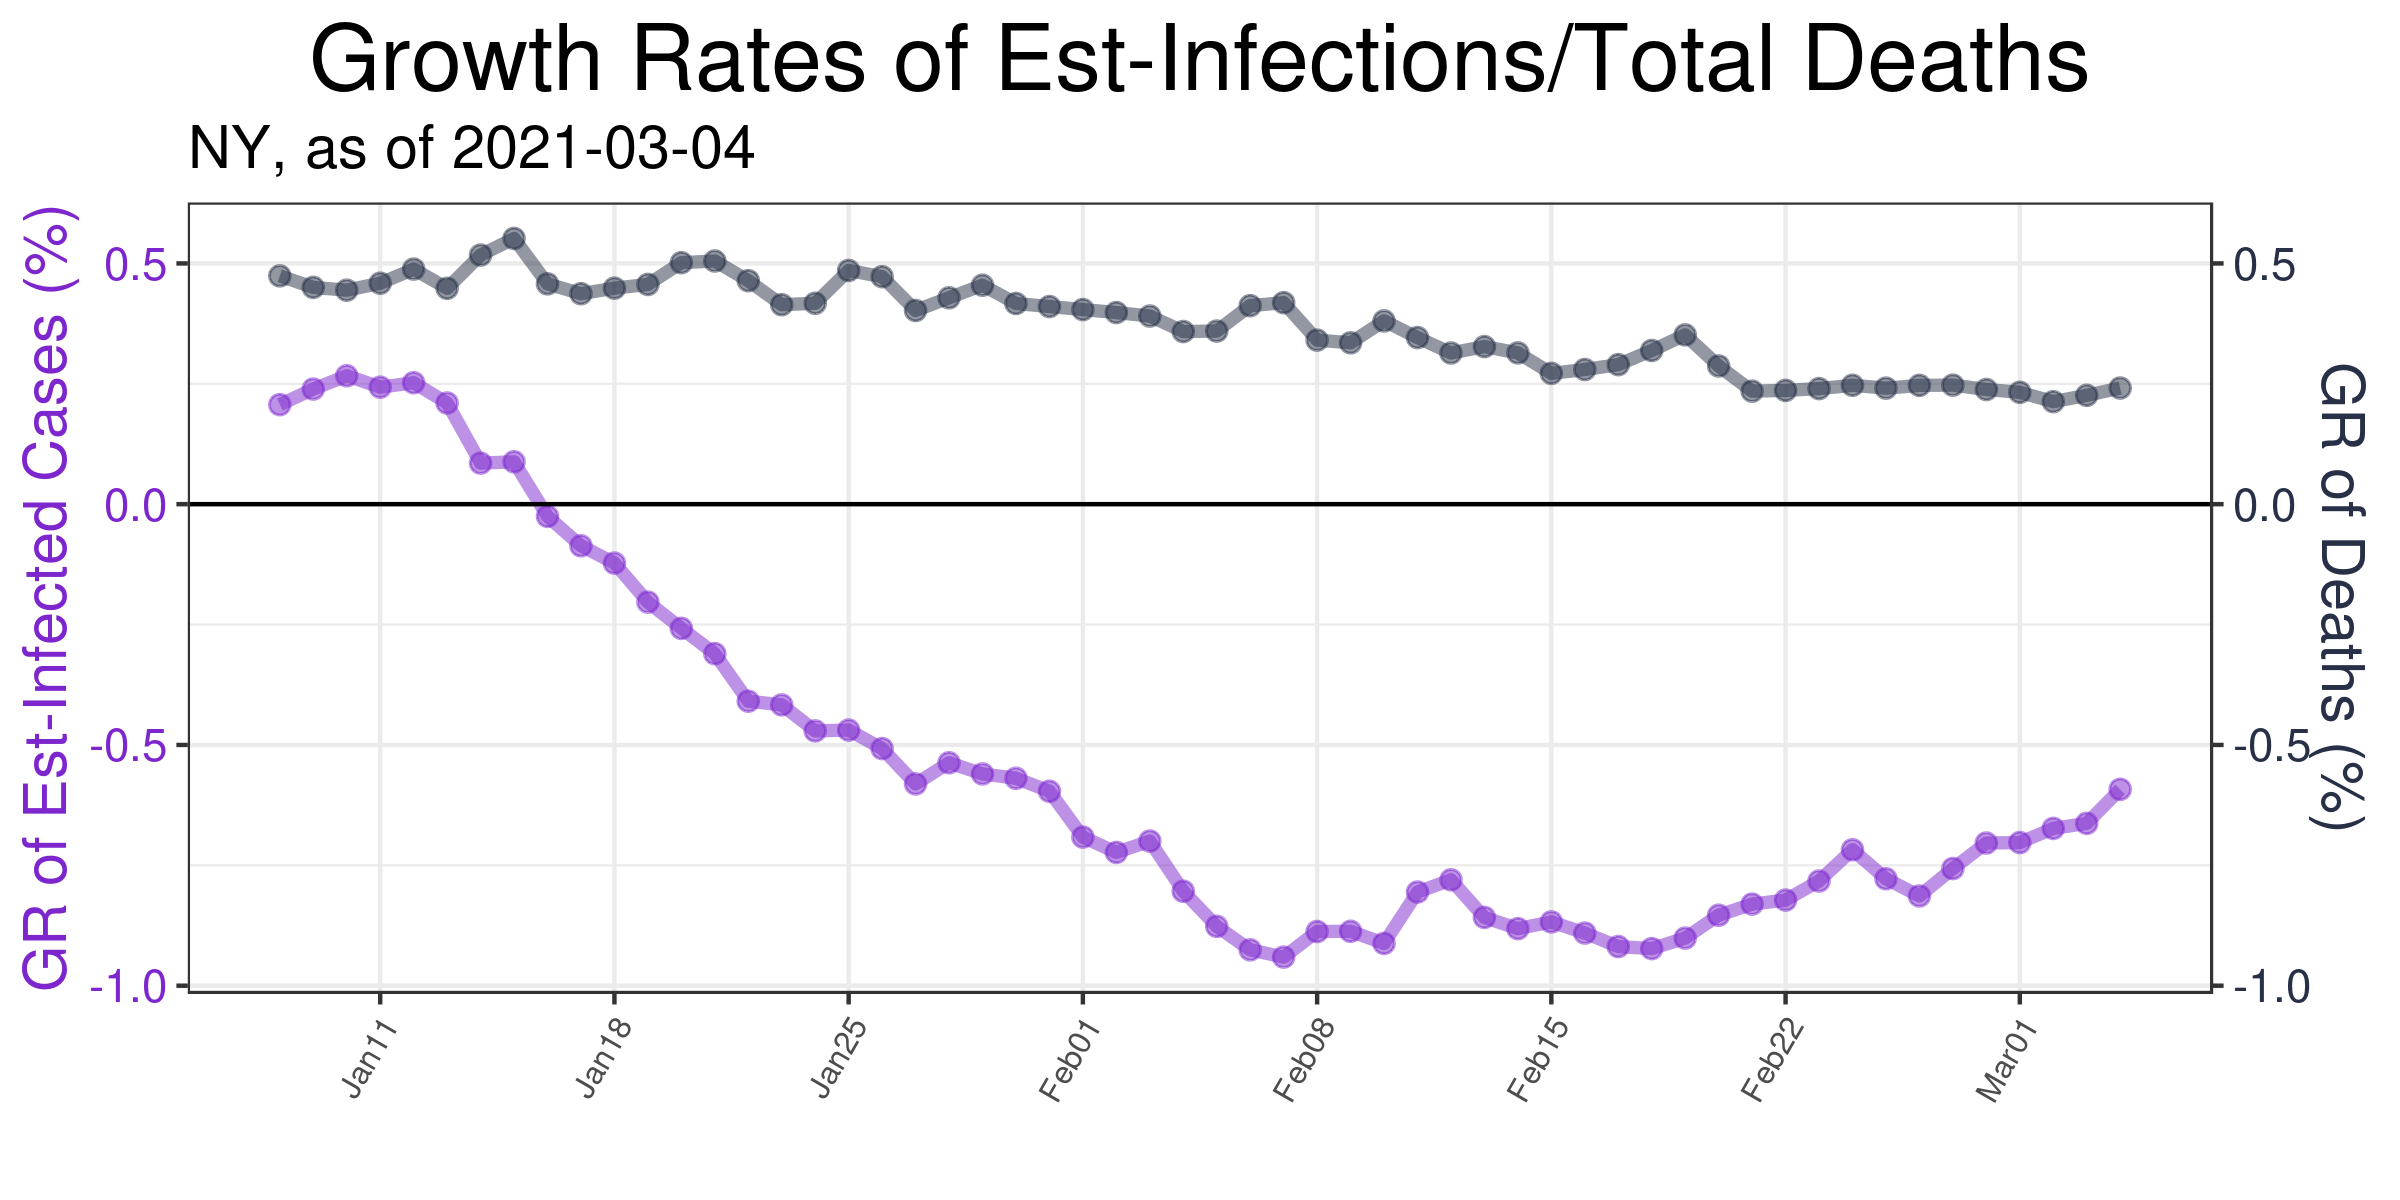 Growth Rates of Est-Infections/Total Deaths
NY, as of 2021-03-04
GR of Est-Infected Cases (%)
0.5
0.0
-0.5
-1.0
0.5
0.0
-0.5
-1.0
GR of Deaths (%)
Jan11
Jan18
Jan25
Feb01
Feb08
Feb15
Feb22
Mar01